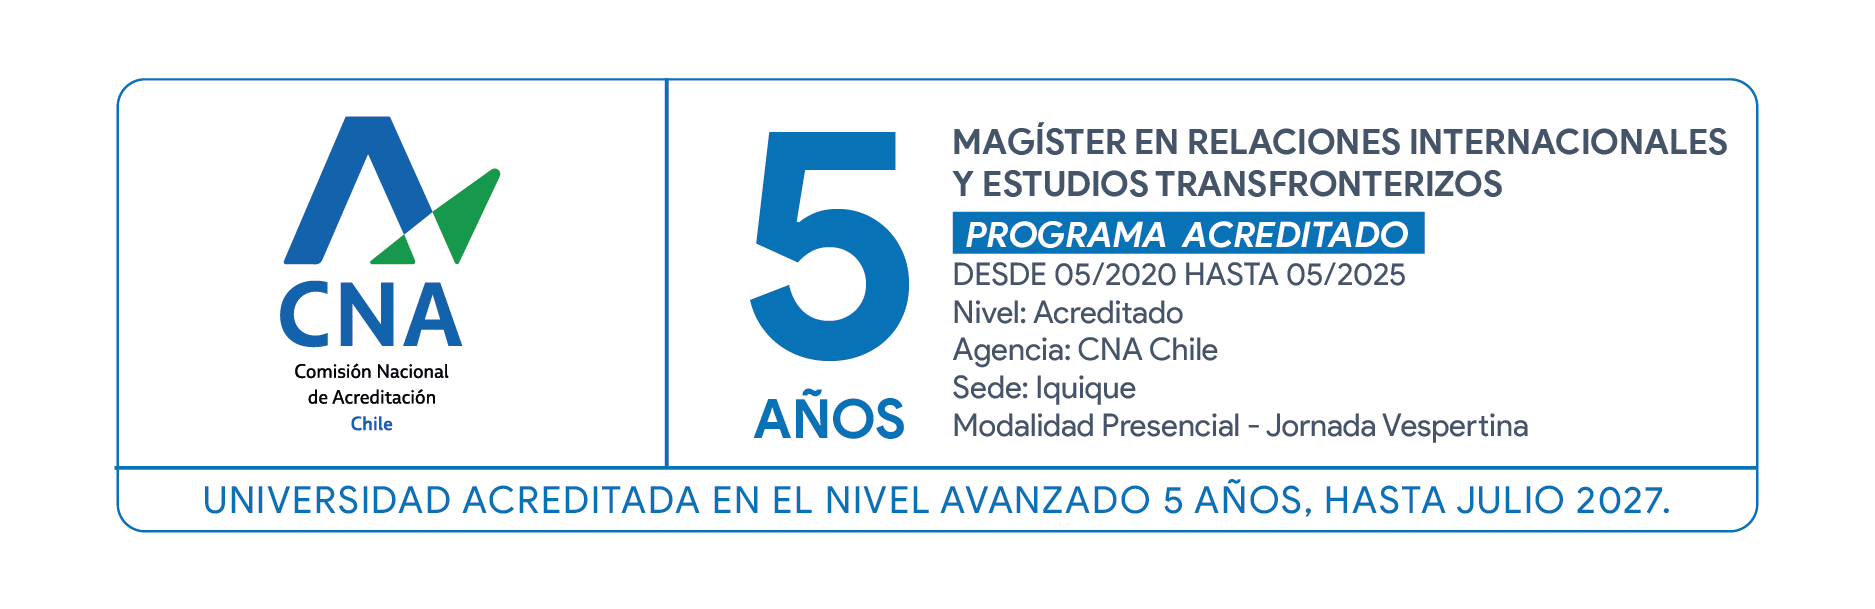 CNA
Comisión Nacional
de Acreditación
Chile
5
AÑOS
MAGÍSTER EN RELACIONES INTERNACIONALES
Y ESTUDIOS TRANSFRONTERIZOS
PROGRAMA ACREDITADO
DESDE 05/2020 HASTA 05/2025
Nivel: Acreditado
Agencia: CNA Chile
Sede: Iquique
Modalidad Presencial - Jornada Vespertina
UNIVERSIDAD ACREDITADA EN EL NIVEL AVANZADO 5 AÑOS, HASTA JULIO 2027.